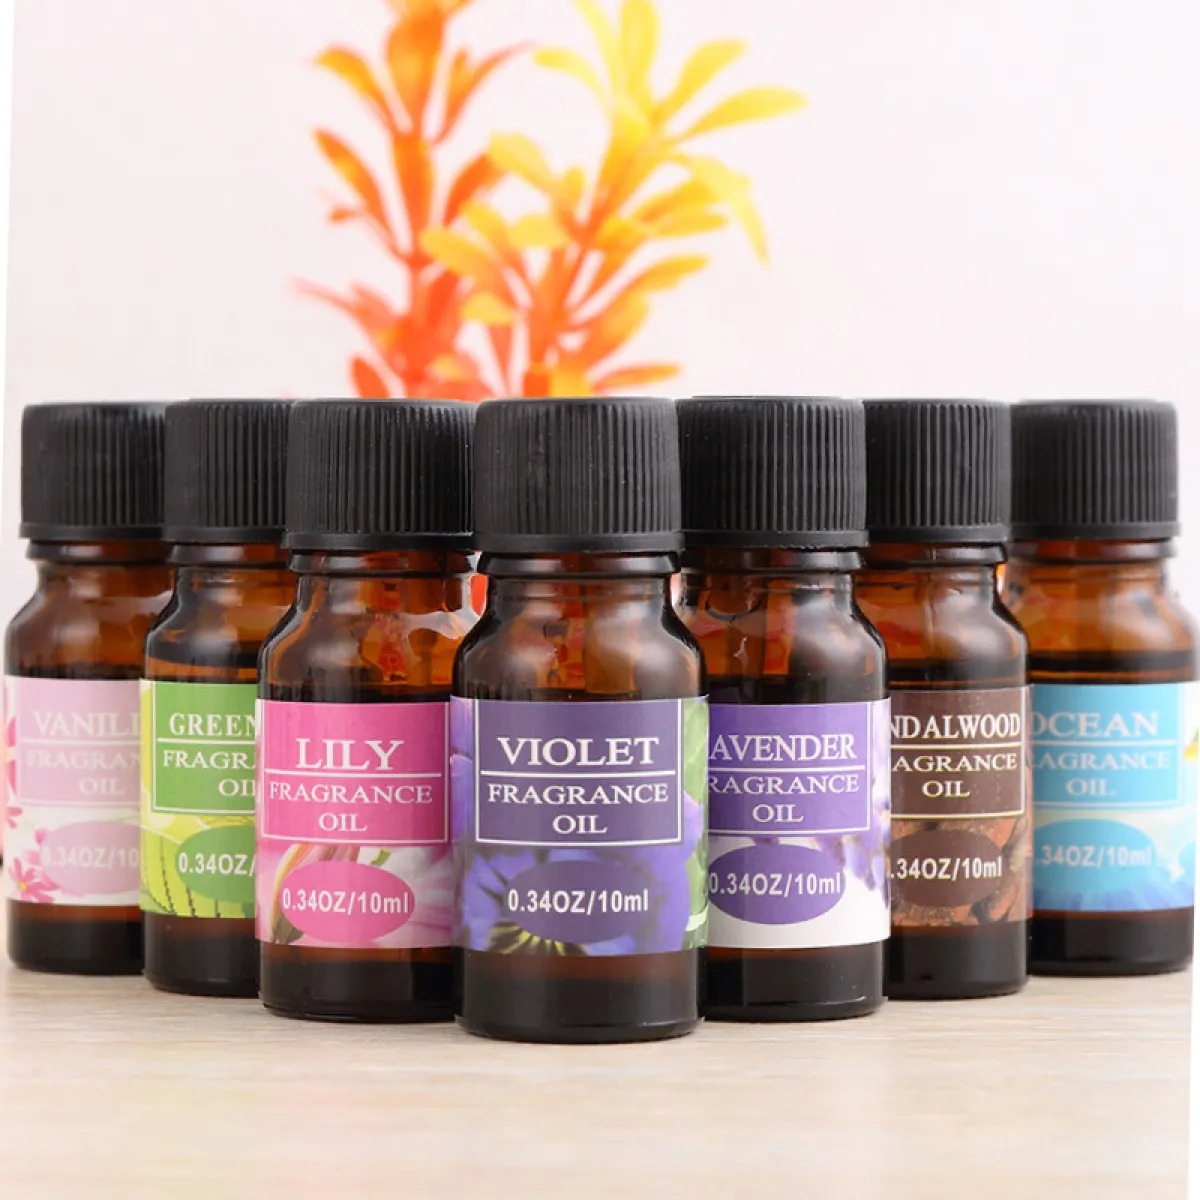 VANILL
FRAGRAN
OIL
0.34OZ/10
GREEN
FRAGR
OIL
0.34OZ/
LILY
FRAGRANCE
OIL
0.34OZ/10ml
VIOLET
FRAGRANCE
OIL
0.34OZ/10ml
AVENDER
RAGRANCE
OIL
0.34OZ/10ml
NDALWOOD
AGRANCE
OIL
.34OZ/10ml
OCEAN
RAGRANCE
OIL
.34OZ/10ml